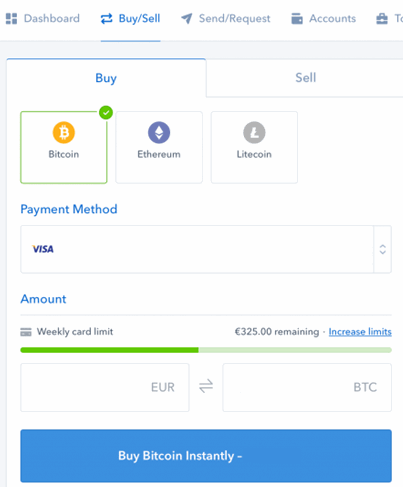 Dashboard Buy/Sell Send/Request Accounts To
Buy Sell
Bitcoin Ethereum Litecoin
Payment Method
VISA
Amount
Weekly card limit €325.00 remaining · Increase limits
EUR BTC
Buy Bitcoin Instantly –